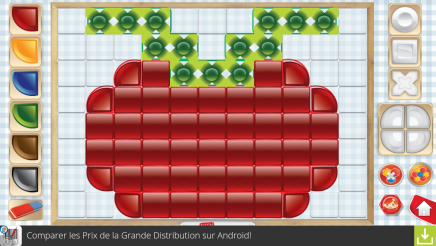 Comparer les Prix de la Grande Distribution sur Android!